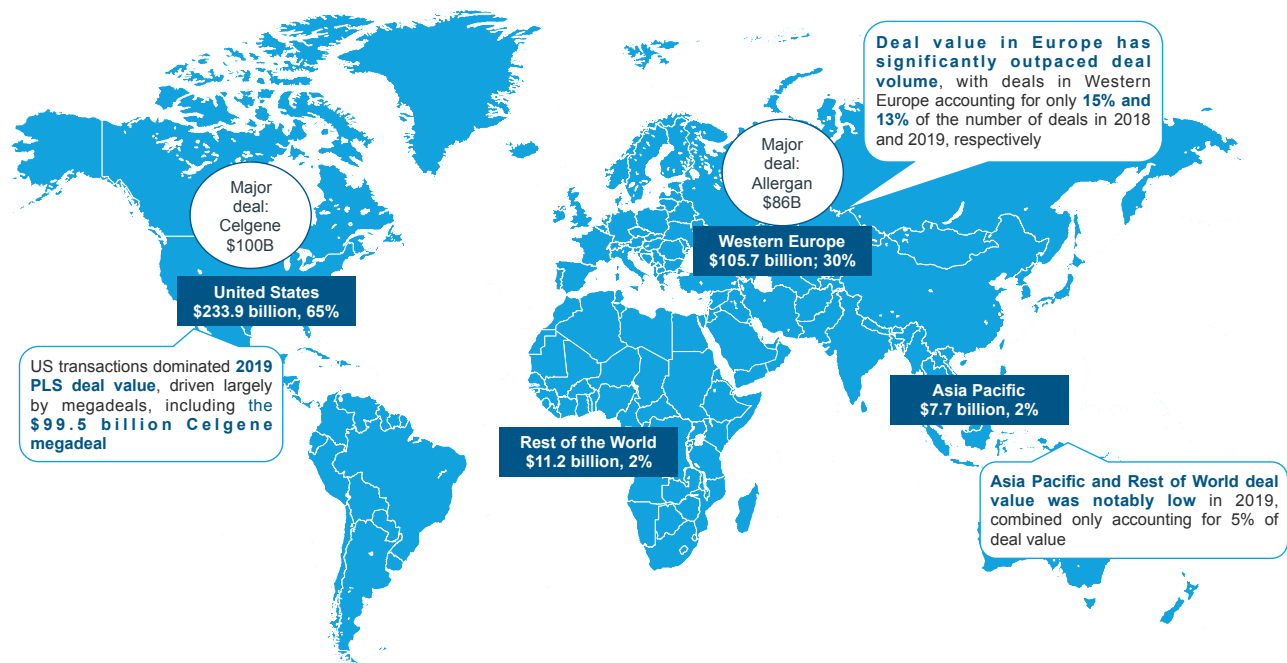 Deal value in Europe has
significantly outpaced deal
volume, with deals in Western
Europe accounting for only 15% and
13% of the number of deals in 2018
and 2019, respectively
Major
deal:
Allergan
$86B
Major
deal:
Celgene
$100B
Western Europe
$105.7 billion; 30%
United States
$233.9 billion, 65%
US transactions dominated 2019
PLS deal value, driven largely
by megadeals, including the
$99.5 billion Celgene
megadeal
Asia Pacific
$7.7 billion, 2%
Rest of the World
$11.2 billion, 2%
Asia Pacific and Rest of World deal
value was notably low in 2019,
combined only accounting for 5% of
deal value